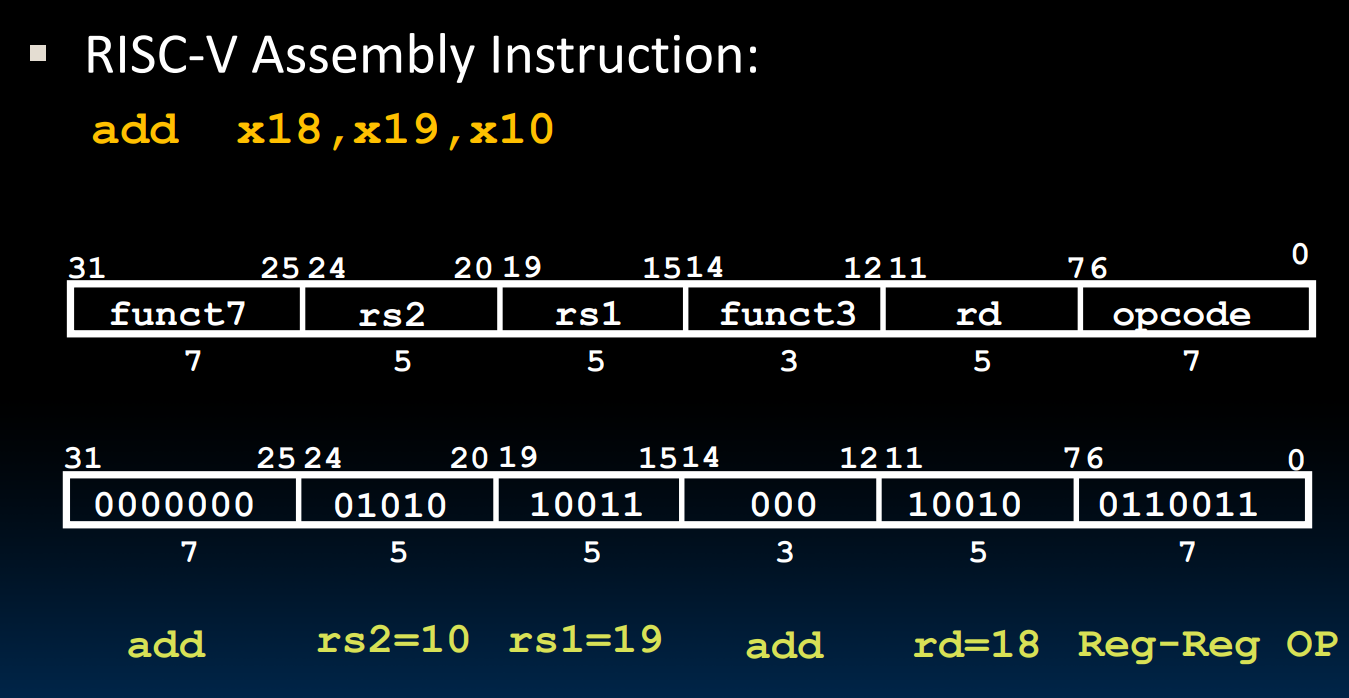 ▪ RISC-V Assembly Instruction:
add x18,x19,x10
31 25 24 20 19 15 14 12 11 7 6 0
funct7 rs2 rs1 funct3 rd opcode
7 5 5 3 5 7
31 25 24 20 19 15 14 12 11 7 6 0
0000000 01010 10011 000 10010 0110011
7 5 5 3 5 7
add rs2=10 rs1=19 add rd=18 Reg-Reg OP